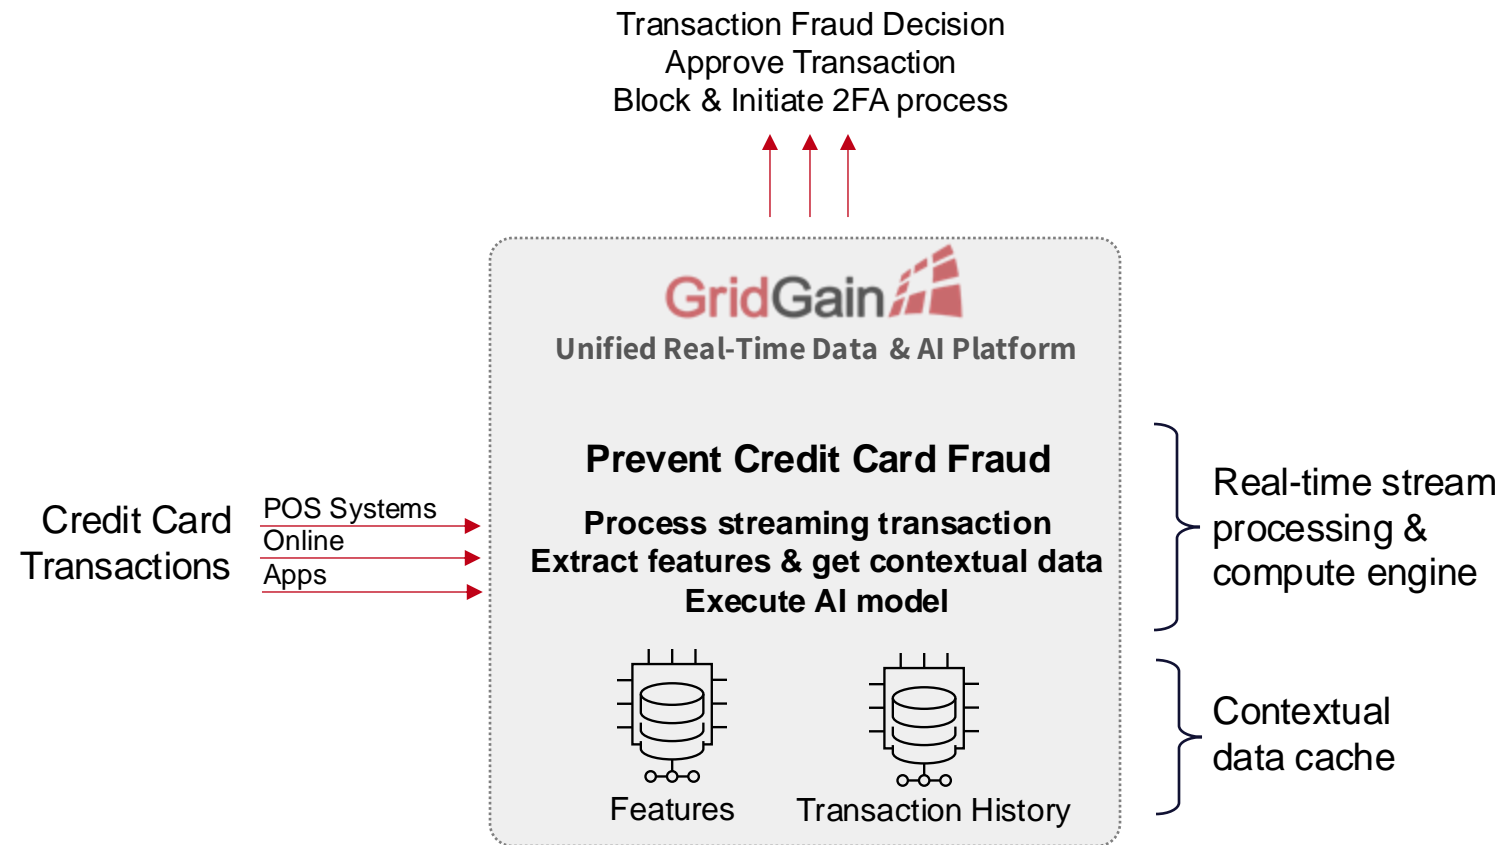 Transaction Fraud Decision
Approve Transaction
Block & Initiate 2FA process
GridGain
Unified Real-Time Data & AI Platform
Prevent Credit Card Fraud
Process streaming transaction
Extract features & get contextual data
Execute AI model
Credit Card
Transactions
POS Systems
Online
Apps
Real-time stream
processing &
compute engine
Features
Transaction History
Contextual
data cache